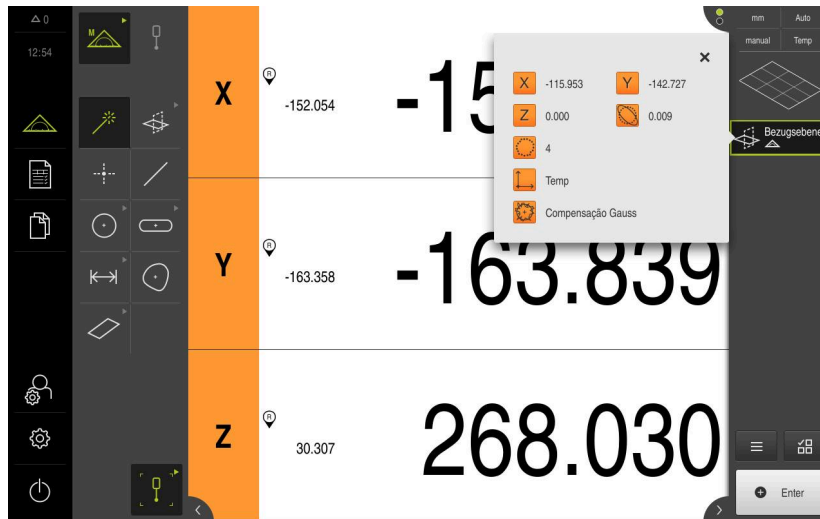 0
12:54
M
X
R
-152.054
-15
X
-115.953
Y
-142.727
Z
0.000
0.009
4
Temp
Compensação Gauss
Y
R
-163.358
-163.839
Z
R
30.307
268.030
mm
Auto
manual
Temp
Bezugsebene
Enter